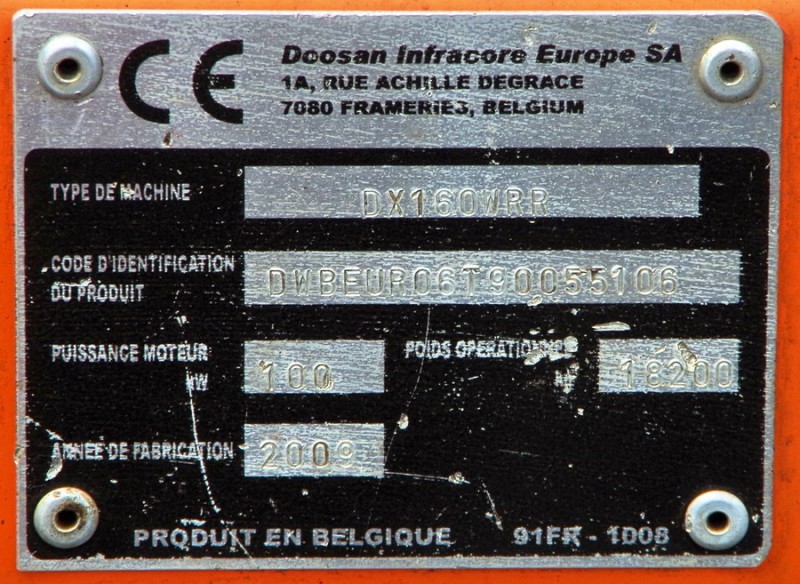 CE
Doosan Infracore Europe SA
1A, RUE ACHILLE DEGRACE
7080 FRAMERIES, BELGIUM
TYPE DE MACHINE DX160WRR
CODE D'IDENTIFICATION
DU PRODUIT DWBEUR06T90055106
PUISSANCE MOTEUR POIDS OPERATIONNEL
kW 100 18200
ANNEE DE FABRICATION 2009
PRODUIT EN BELGIQUE 91FR - 1D08